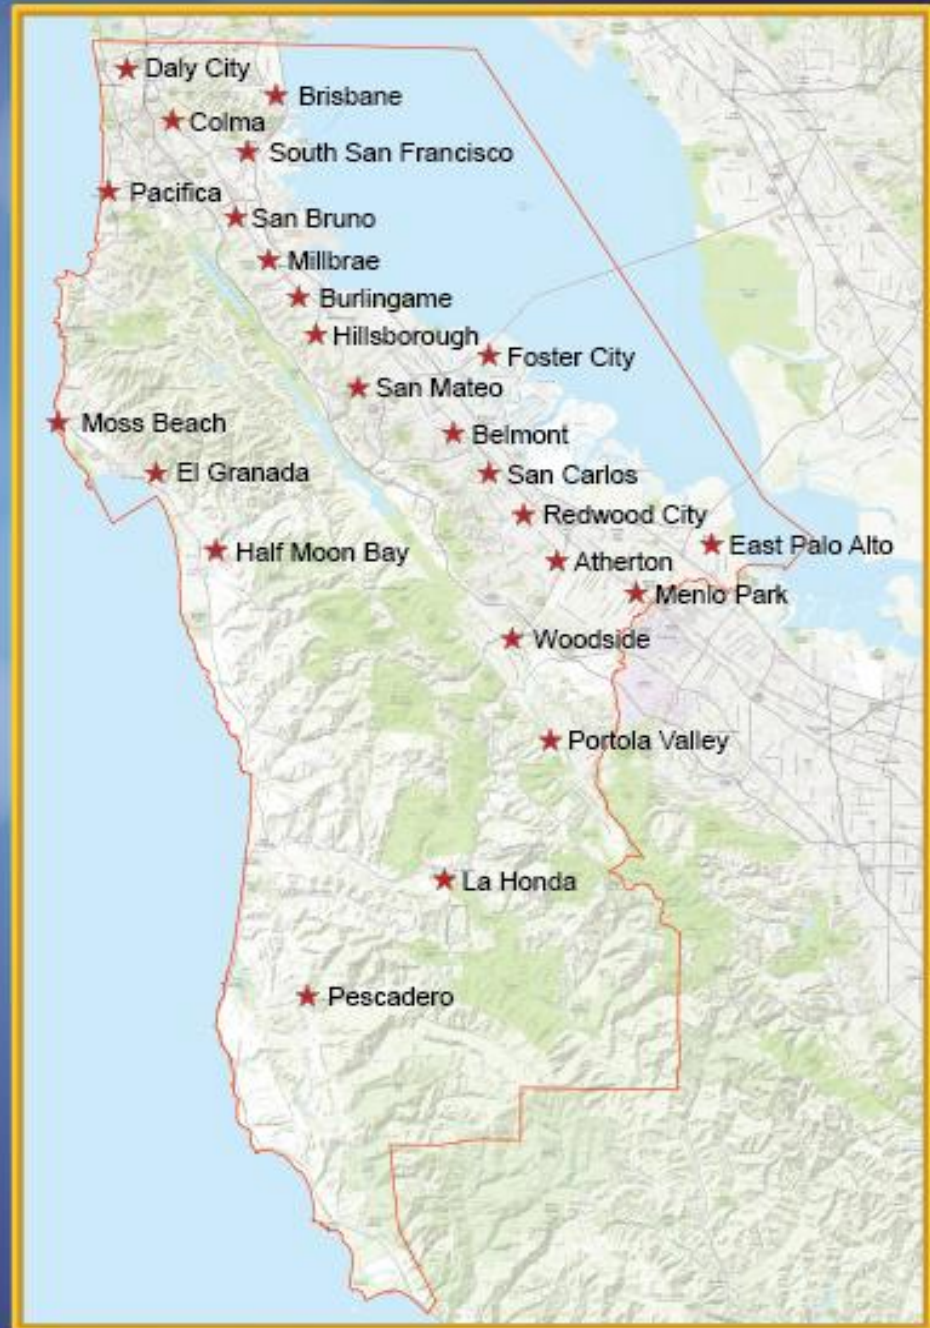 Daly City
Brisbane
Colma
South San Francisco
Pacifica
San Bruno
Millbrae
Burlingame
Hillsborough
Foster City
San Mateo
Moss Beach
Belmont
El Granada
San Carlos
Redwood City
East Palo Alto
Half Moon Bay
Atherton
Menlo Park
Woodside
Portola Valley
La Honda
Pescadero